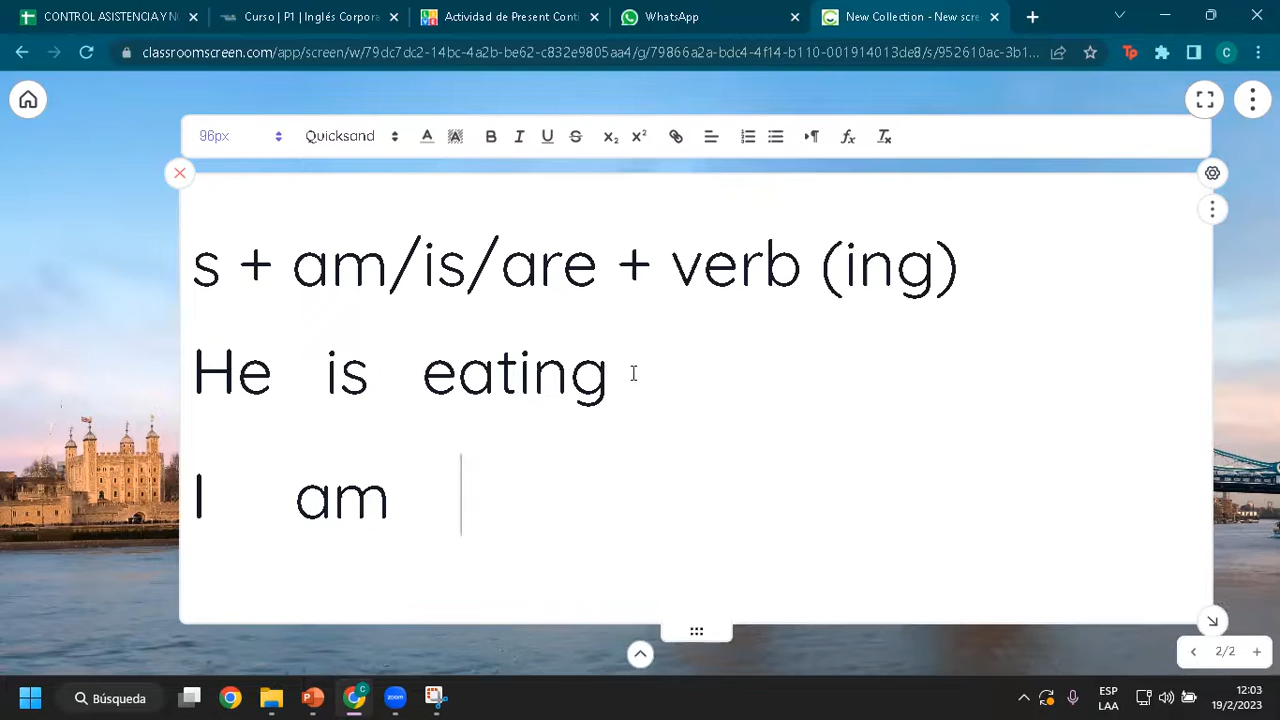 CONTROL ASISTENCIA Y N
Curso | P1 | Inglés Corpora
Actividad de Present Conti
WhatsApp
New Collection - New scre
classroomscreen.com/app/screen/w/79dc7dc2-14bc-4a2b-be62-c832e9805aa4/g/79866a2a-bdc4-4f14-b110-001914013de8/s/952610ac-3b1...
C
96px
Quicksand
s + am/is/are + verb (ing)
He is eating
I am
2/2
Búsqueda
ESP
LAA
12:03
19/2/2023